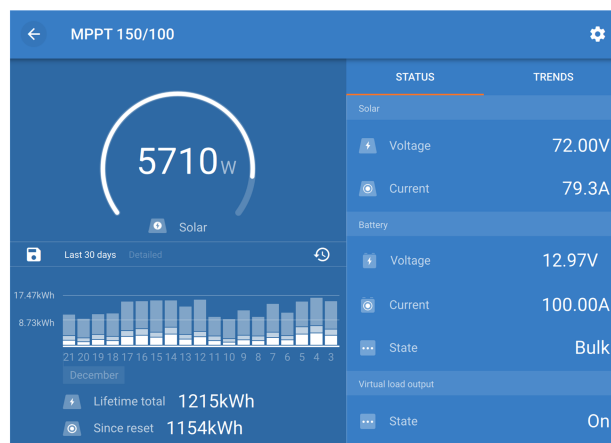 MPPT 150/100
5710W
Solar
Last 30 days Detailed
17.47kWh
8.73kWh
21 20 19 18 17 16 15 14 13 12 11 10 9 8 7 6 5 4 3
December
Lifetime total 1215kWh
Since reset 1154kWh
STATUS TRENDS
Solar
Voltage 72.00V
Current 79.3A
Battery
Voltage 12.97V
Current 100.00A
State Bulk
Virtual load output
State On